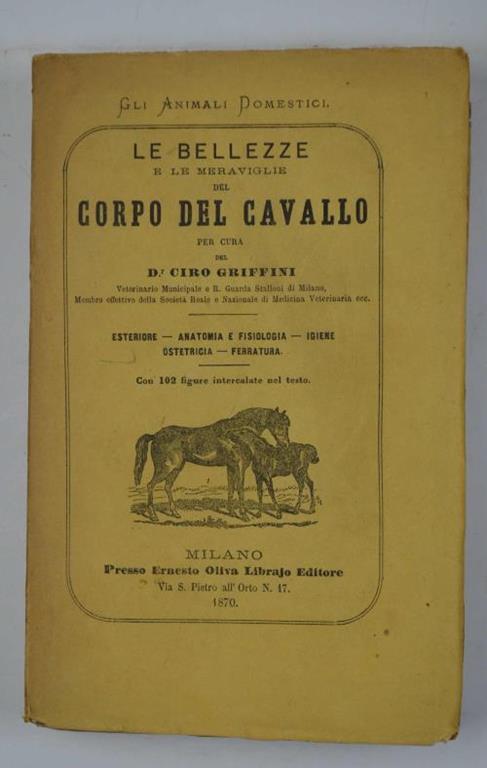 GLI ANIMALI DOMESTICI.
LE BELLEZZE
E LE MERAVIGLIE
DEL
CORPO DEL CAVALLO
PER CURA
DEL
D.r CIRO GRIFFINI
Veterinario Municipale e R. Guarda Stalloni di Milano,
Membro effettivo della Società Reale e Nazionale di Medicina Veterinaria ecc.
ESTERIORE — ANATOMIA E FISIOLOGIA — IGIENE
OSTETRICIA — FERRATURA.
Con 102 figure intercalate nel testo.
MILANO
Presso Ernesto Oliva Librajo Editore
Via S. Pietro all' Orto N. 17.
1870.